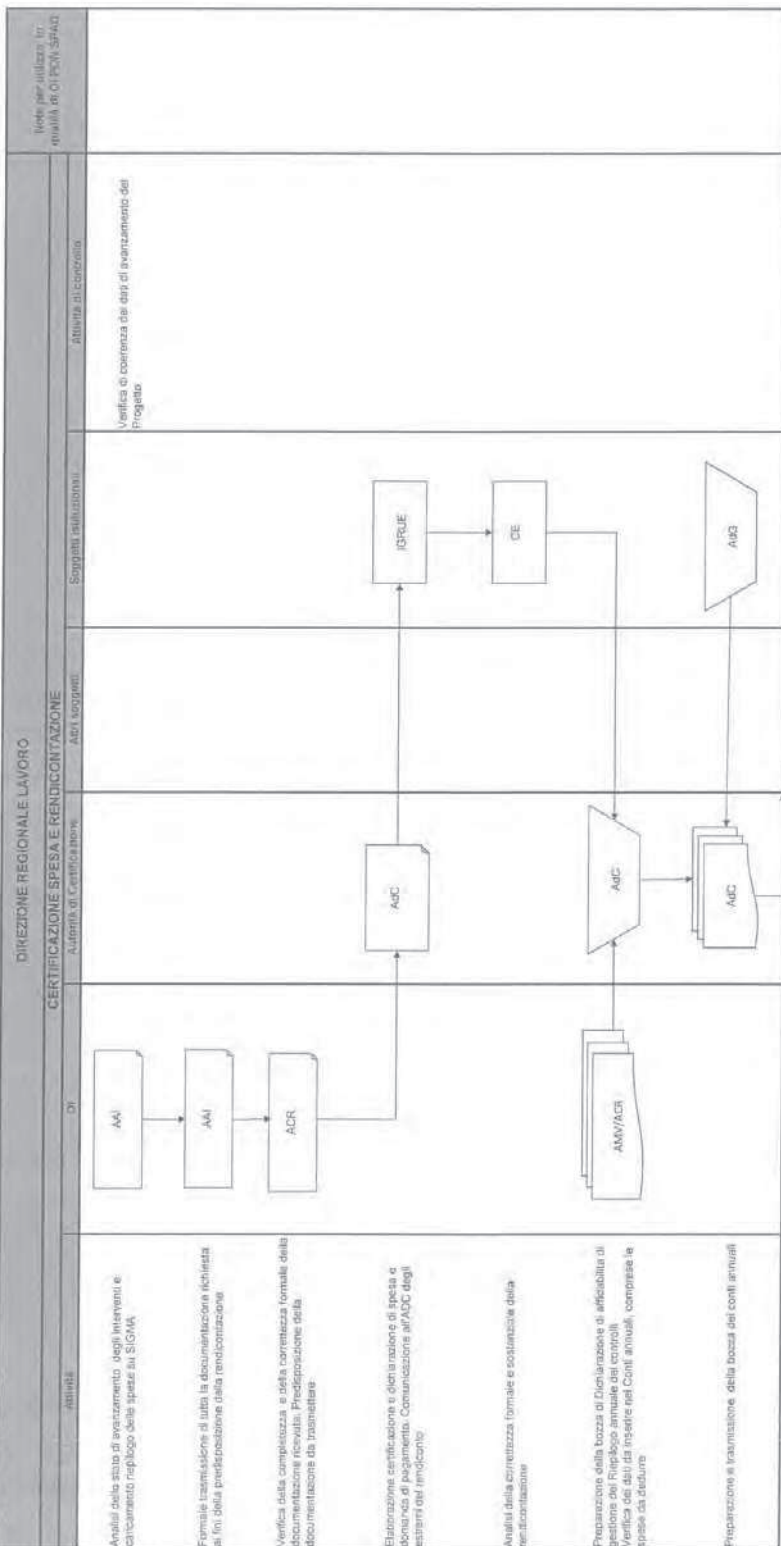 DIREZIONE REGIONALE LAVORO
Note per utilizzo in
qualità di OI PON SPAO
CERTIFICAZIONE SPESA E RENDICONTAZIONE
Attività
OI
Autorità di Certificazione
Altri soggetti
Soggetti istituzionali
Attività di controllo
Analisi dello stato di avanzamento degli interventi e
caricamento riepilogo delle spese su SIGMA
AAI
Verifica di coerenza dei dati di avanzamento del
Progetto
Formale trasmissione di tutta la documentazione richiesta
ai fini della predisposizione della rendicontazione
AAI
Verifica della completezza e della correttezza formale della
documentazione ricevuta. Predisposizione della
documentazione da trasmettere
ACR
Elaborazione certificazione e dichiarazione di spesa e
domanda di pagamento. Comunicazione all'ADC degli
estremi del rendiconto
AdC
IGRUE
Analisi della correttezza formale e sostanziale della
rendicontazione
CE
Preparazione della bozza di Dichiarazione di affidabilità di
gestione del Riepilogo annuale dei controlli
Verifica dei dati da inserire nei Conti annuali, comprese le
spese da dedurre
AMV/ACR
AdC
Preparazione e trasmissione della bozza dei conti annuali
AdC
AdG